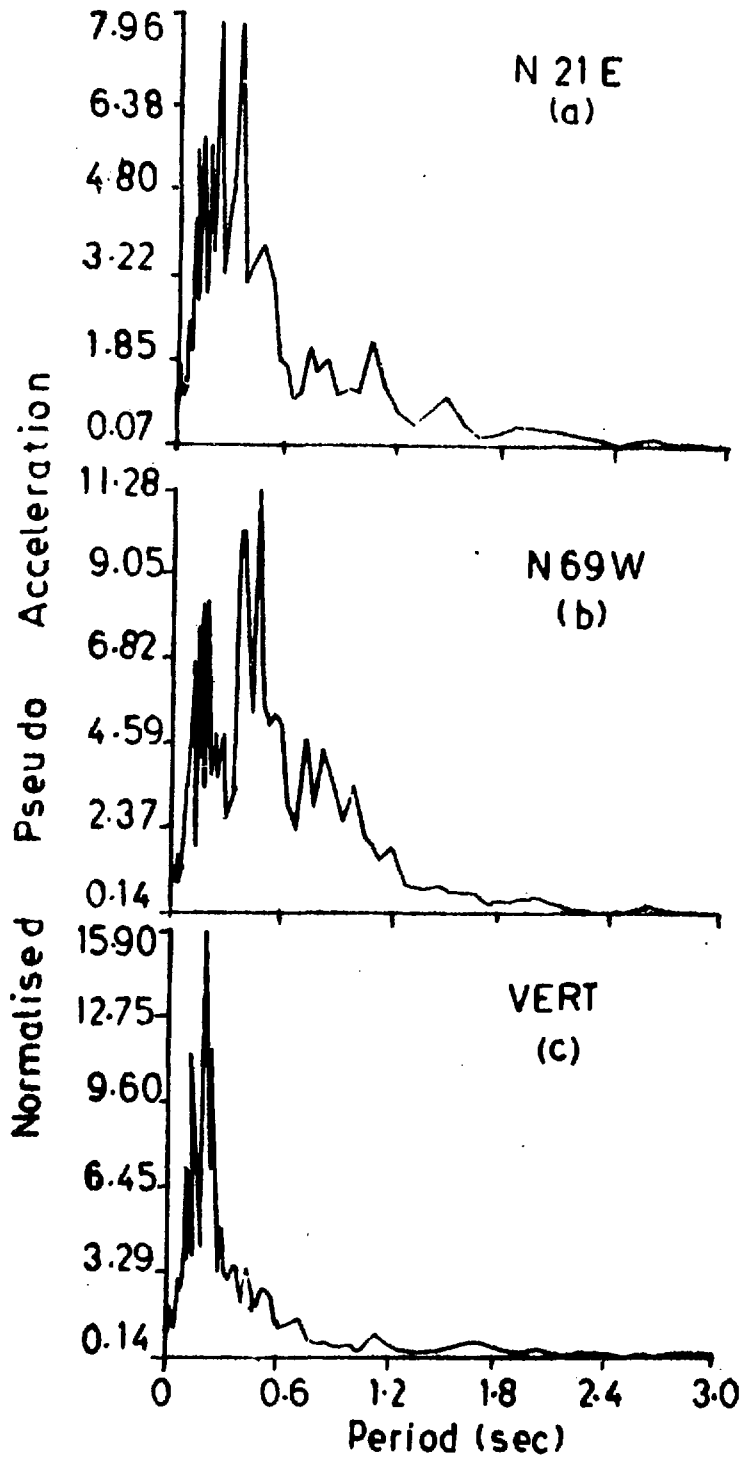 7.96
6.38
4.80
3.22
1.85
0.07
N 21 E
(a)
11.28
9.05
6.82
4.59
2.37
0.14
N 69 W
(b)
15.90
12.75
9.60
6.45
3.29
0.14
VERT
(c)
0 0.6 1.2 1.8 2.4 3.0
Period (sec)
Normalised Pseudo Acceleration